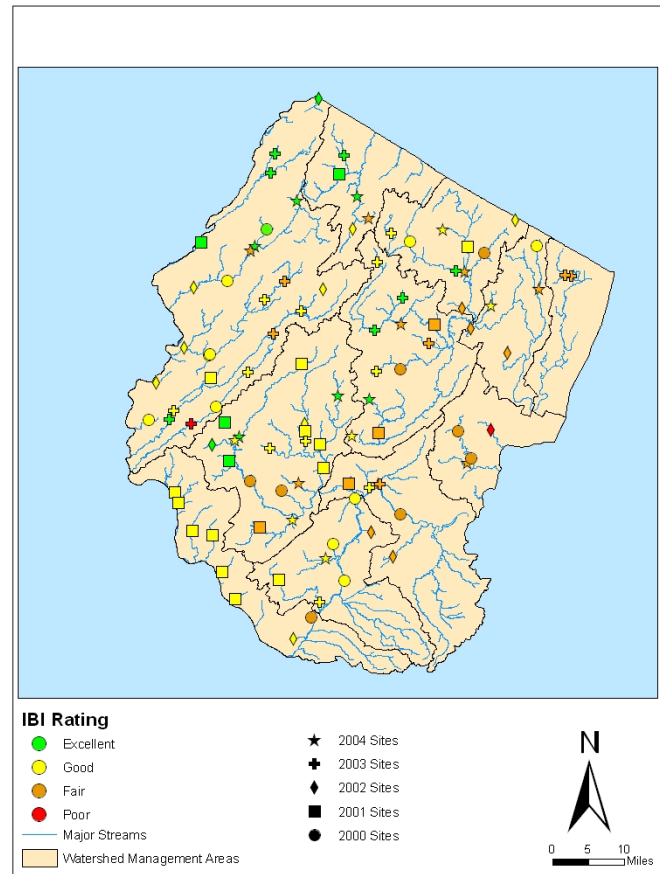 IBI Rating
Excellent
Good
Fair
Poor
Major Streams
Watershed Management Areas
2004 Sites
2003 Sites
2002 Sites
2001 Sites
2000 Sites
N
0 5 10
Miles